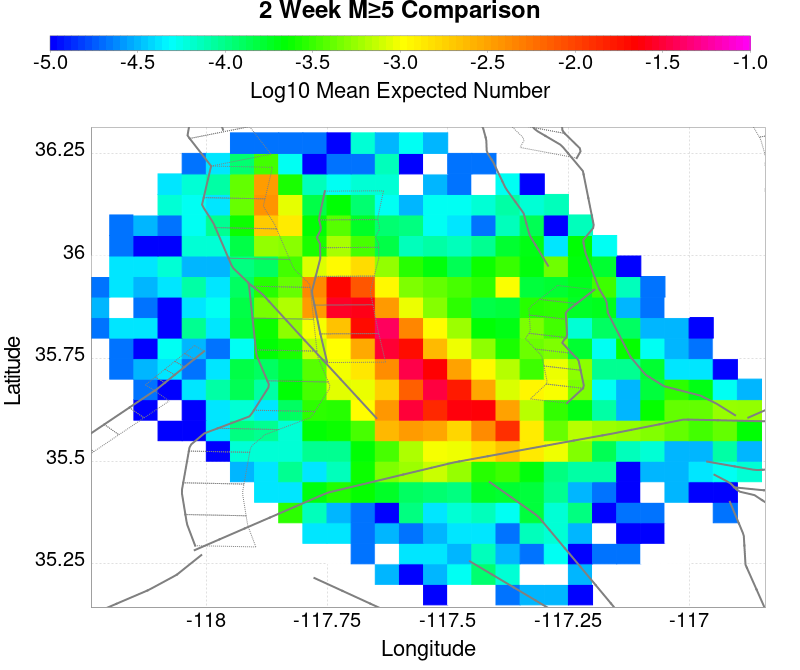 2 Week M≥5 Comparison
-5.0 -4.5 -4.0 -3.5 -3.0 -2.5 -2.0 -1.5 -1.0
Log10 Mean Expected Number
36.25
36
35.75
35.5
35.25
Latitude
-118 -117.75 -117.5 -117.25 -117
Longitude